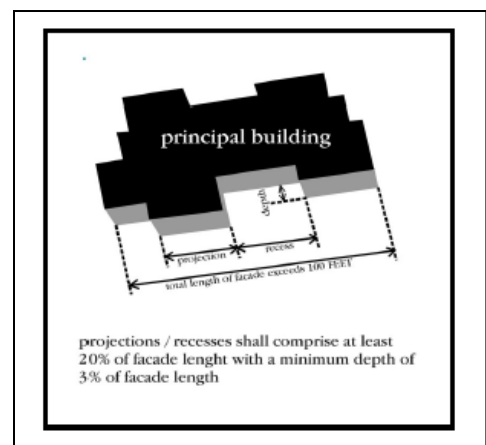 principal building
depth
projection
recess
total length of facade exceeds 100 FEET
projections / recesses shall comprise at least
20% of facade lenght with a minimum depth of
3% of facade length